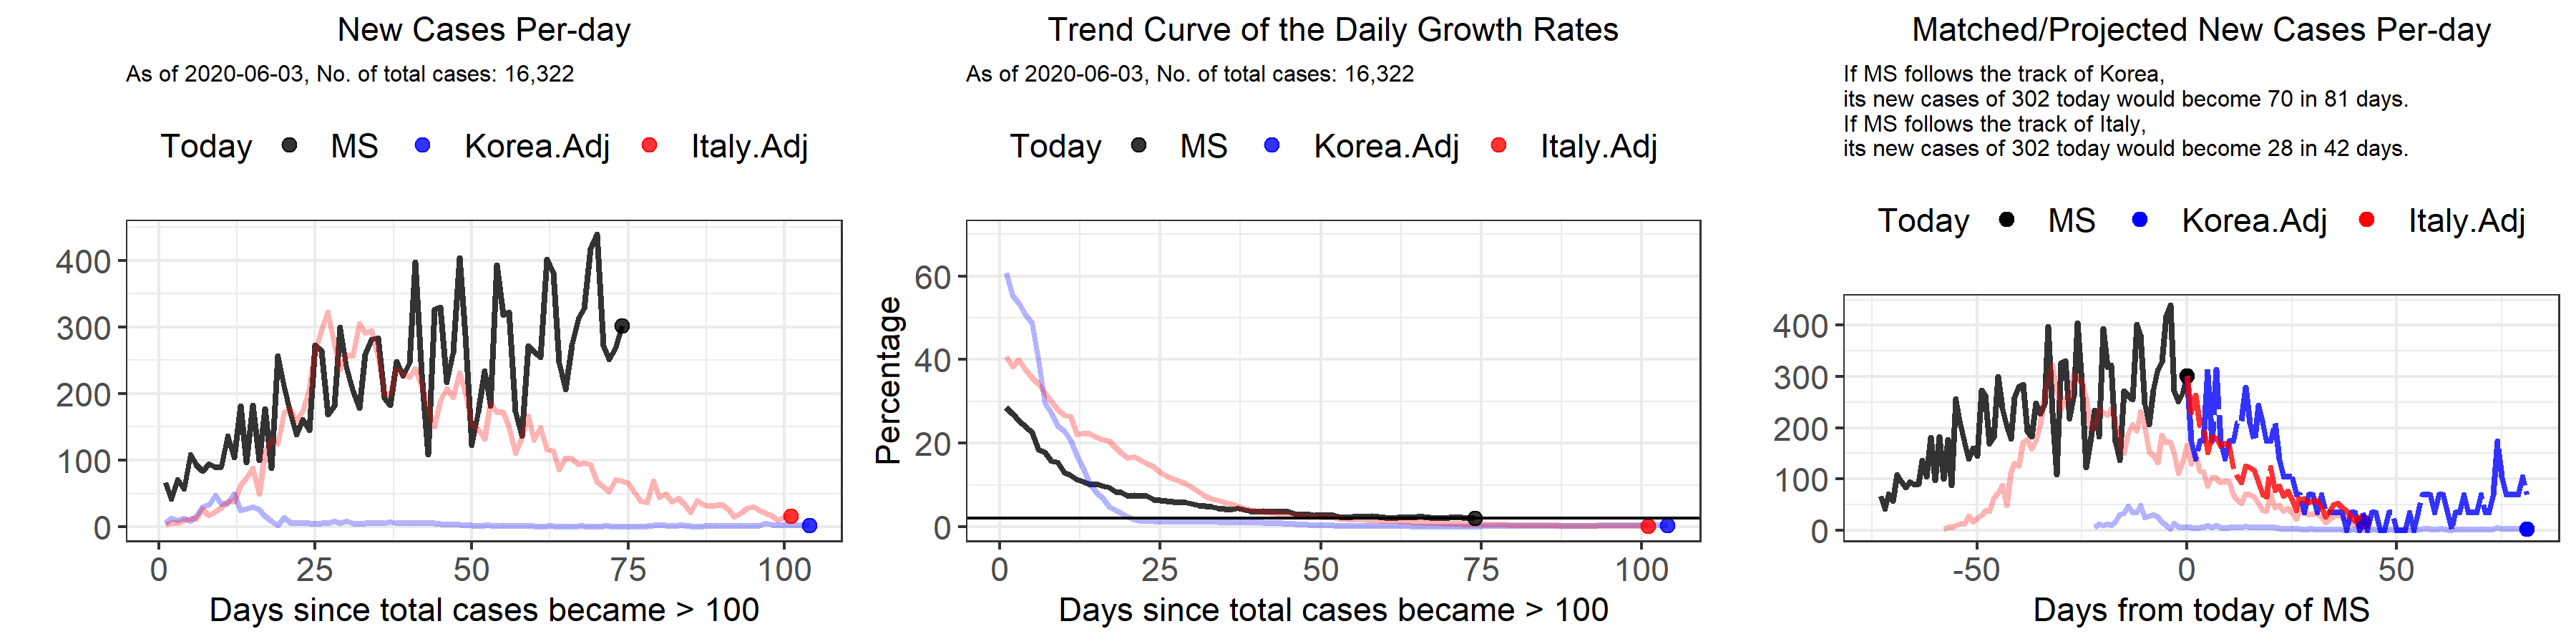 New Cases Per-day
As of 2020-06-03, No. of total cases: 16,322
Today MS Korea.Adj Italy.Adj
400
300
200
100
0
0 25 50 75 100
Days since total cases became > 100
Trend Curve of the Daily Growth Rates
As of 2020-06-03, No. of total cases: 16,322
Today MS Korea.Adj Italy.Adj
Percentage
60
40
20
0
0 25 50 75 100
Days since total cases became > 100
Matched/Projected New Cases Per-day
If MS follows the track of Korea,
its new cases of 302 today would become 70 in 81 days.
If MS follows the track of Italy,
its new cases of 302 today would become 28 in 42 days.
Today MS Korea.Adj Italy.Adj
400
300
200
100
0
-50 0 50
Days from today of MS